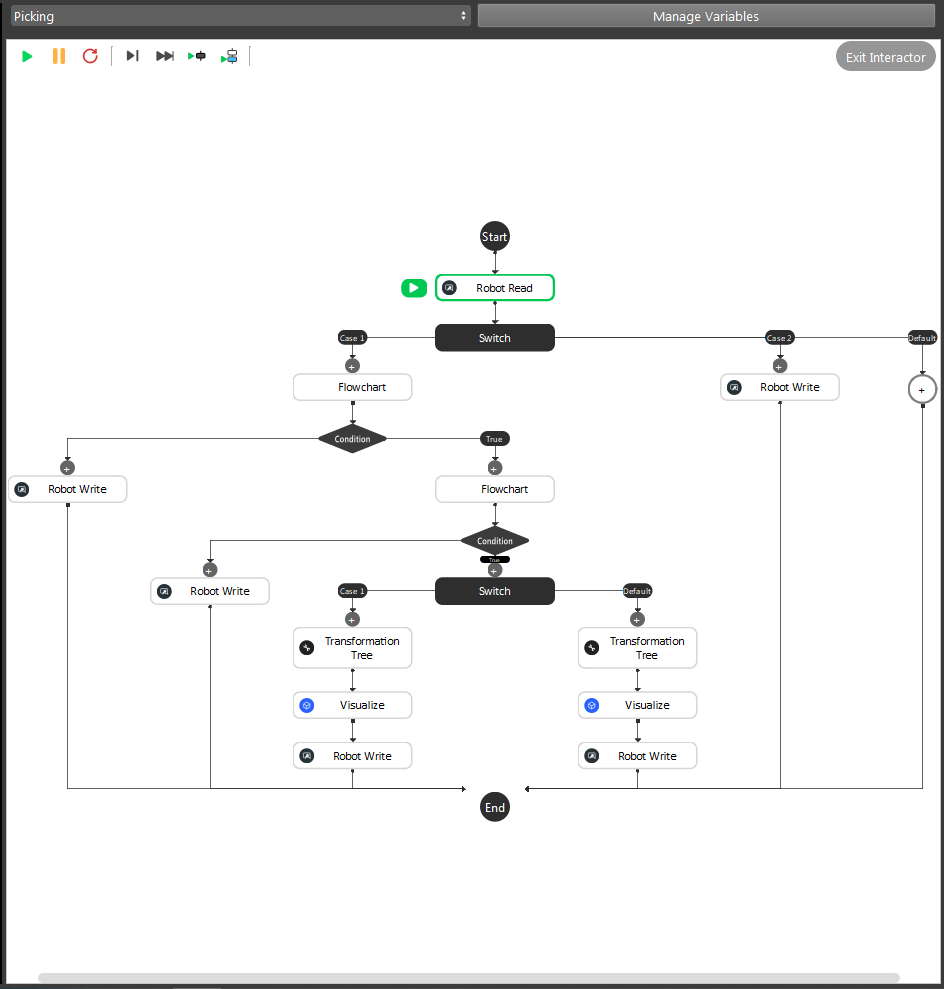 Picking
Manage Variables
Exit Interactor
Start
Robot Read
Switch
Case 1
Case 2
Default
+
+
Flowchart
Robot Write
+
Condition
True
+
+
Robot Write
Flowchart
Condition
True
+
+
Robot Write
Case 1
Switch
Default
+
+
Transformation
Tree
Transformation
Tree
Visualize
Visualize
Robot Write
Robot Write
End